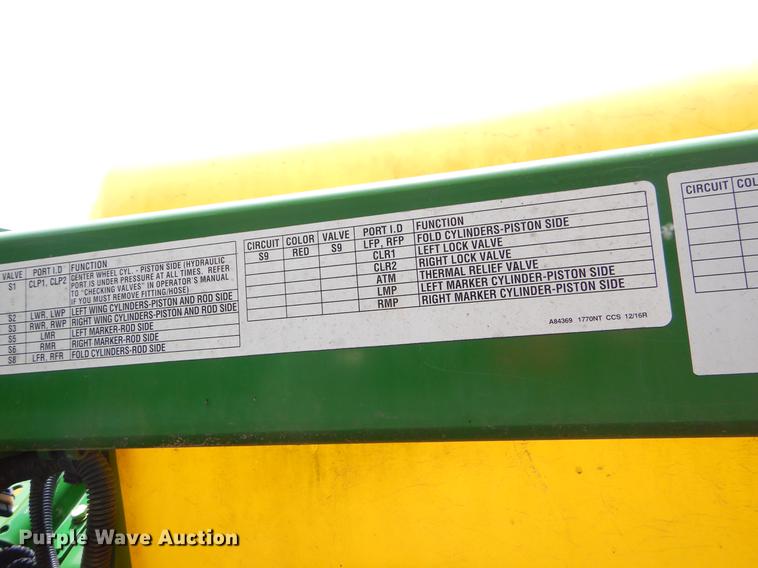 VALVE PORT I.D FUNCTION
S1 CLP1, CLP2 CENTER WHEEL CYL. - PISTON SIDE (HYDRAULIC
PORT IS UNDER PRESSURE AT ALL TIMES. REFER
TO "CHECKING VALVES" IN OPERATOR'S MANUAL
IF YOU MUST REMOVE FITTING/HOSE)
S2 LWR, LWP LEFT WING CYLINDERS-PISTON AND ROD SIDE
S3 RWR, RWP RIGHT WING CYLINDERS-PISTON AND ROD SIDE
S5 LMR LEFT MARKER-ROD SIDE
S6 RMR RIGHT MARKER-ROD SIDE
S8 LFR, RFR FOLD CYLINDERS-ROD SIDE
CIRCUIT COLOR VALVE PORT I.D FUNCTION
S9 RED S9 LFP, RFP FOLD CYLINDERS-PISTON SIDE
CLR1 LEFT LOCK VALVE
CLR2 RIGHT LOCK VALVE
ATM THERMAL RELIEF VALVE
LMP LEFT MARKER CYLINDER-PISTON SIDE
RMP RIGHT MARKER CYLINDER-PISTON SIDE
A84369 1770NT CCS 12/16R
CIRCUIT COL
Purple Wave Auction